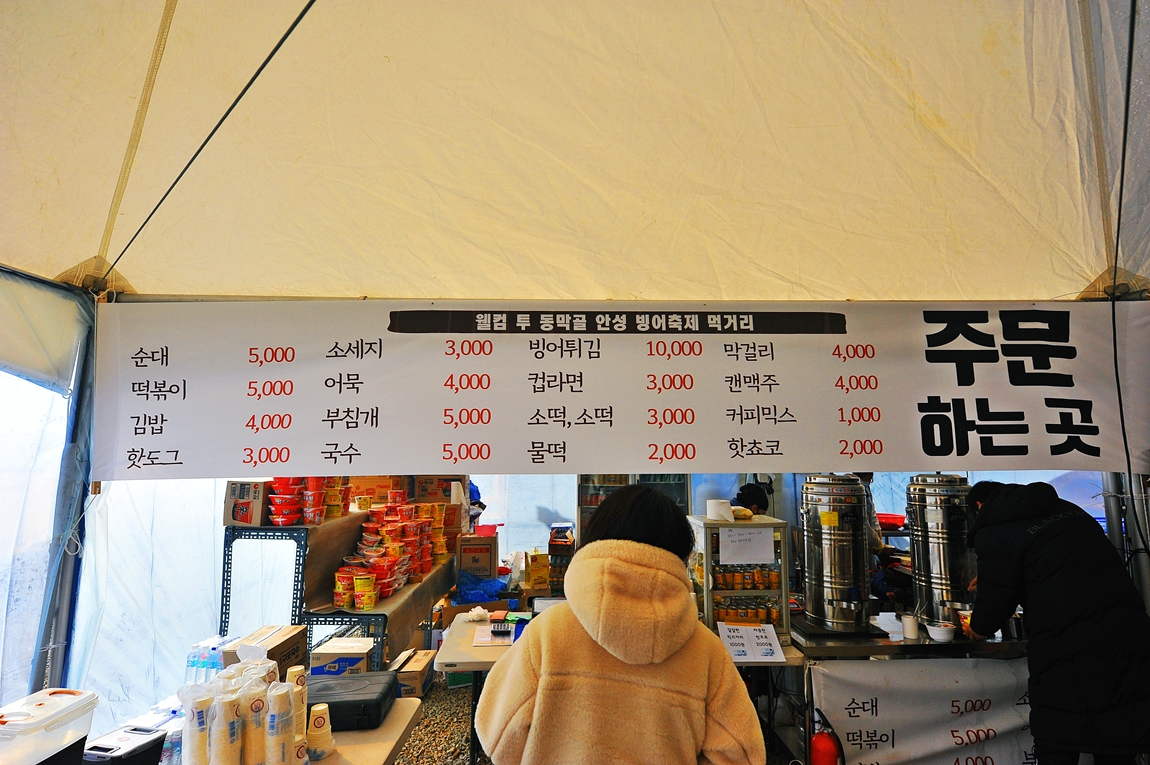 웰컴 투 동막골 안성 빙어축제 먹거리
순대 5,000 소세지 3,000 빙어튀김 10,000 막걸리 4,000
떡볶이 5,000 어묵 4,000 컵라면 3,000 캔맥주 4,000
김밥 4,000 부침개 5,000 소떡,소떡 3,000 커피믹스 1,000
핫도그 3,000 국수 5,000 물떡 2,000 핫쵸코 2,000
주문
하는 곳
순대 5,000
떡볶이 5,000